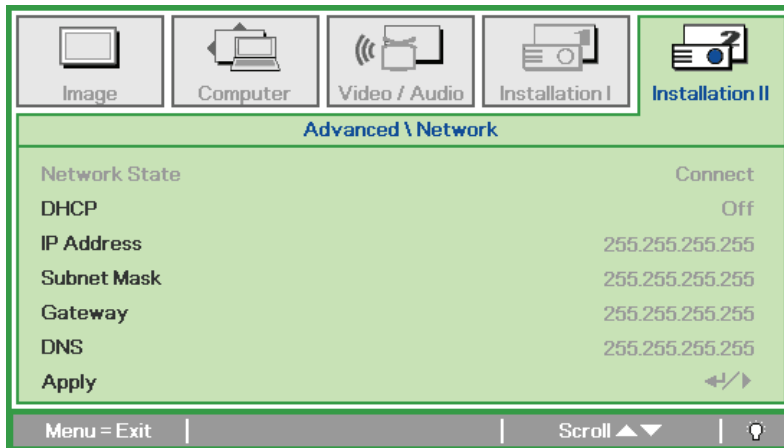 Image Computer Video / Audio Installation I Installation II
Advanced \ Network
Network State Connect
DHCP Off
IP Address 255.255.255.255
Subnet Mask 255.255.255.255
Gateway 255.255.255.255
DNS 255.255.255.255
Apply
Menu = Exit Scroll